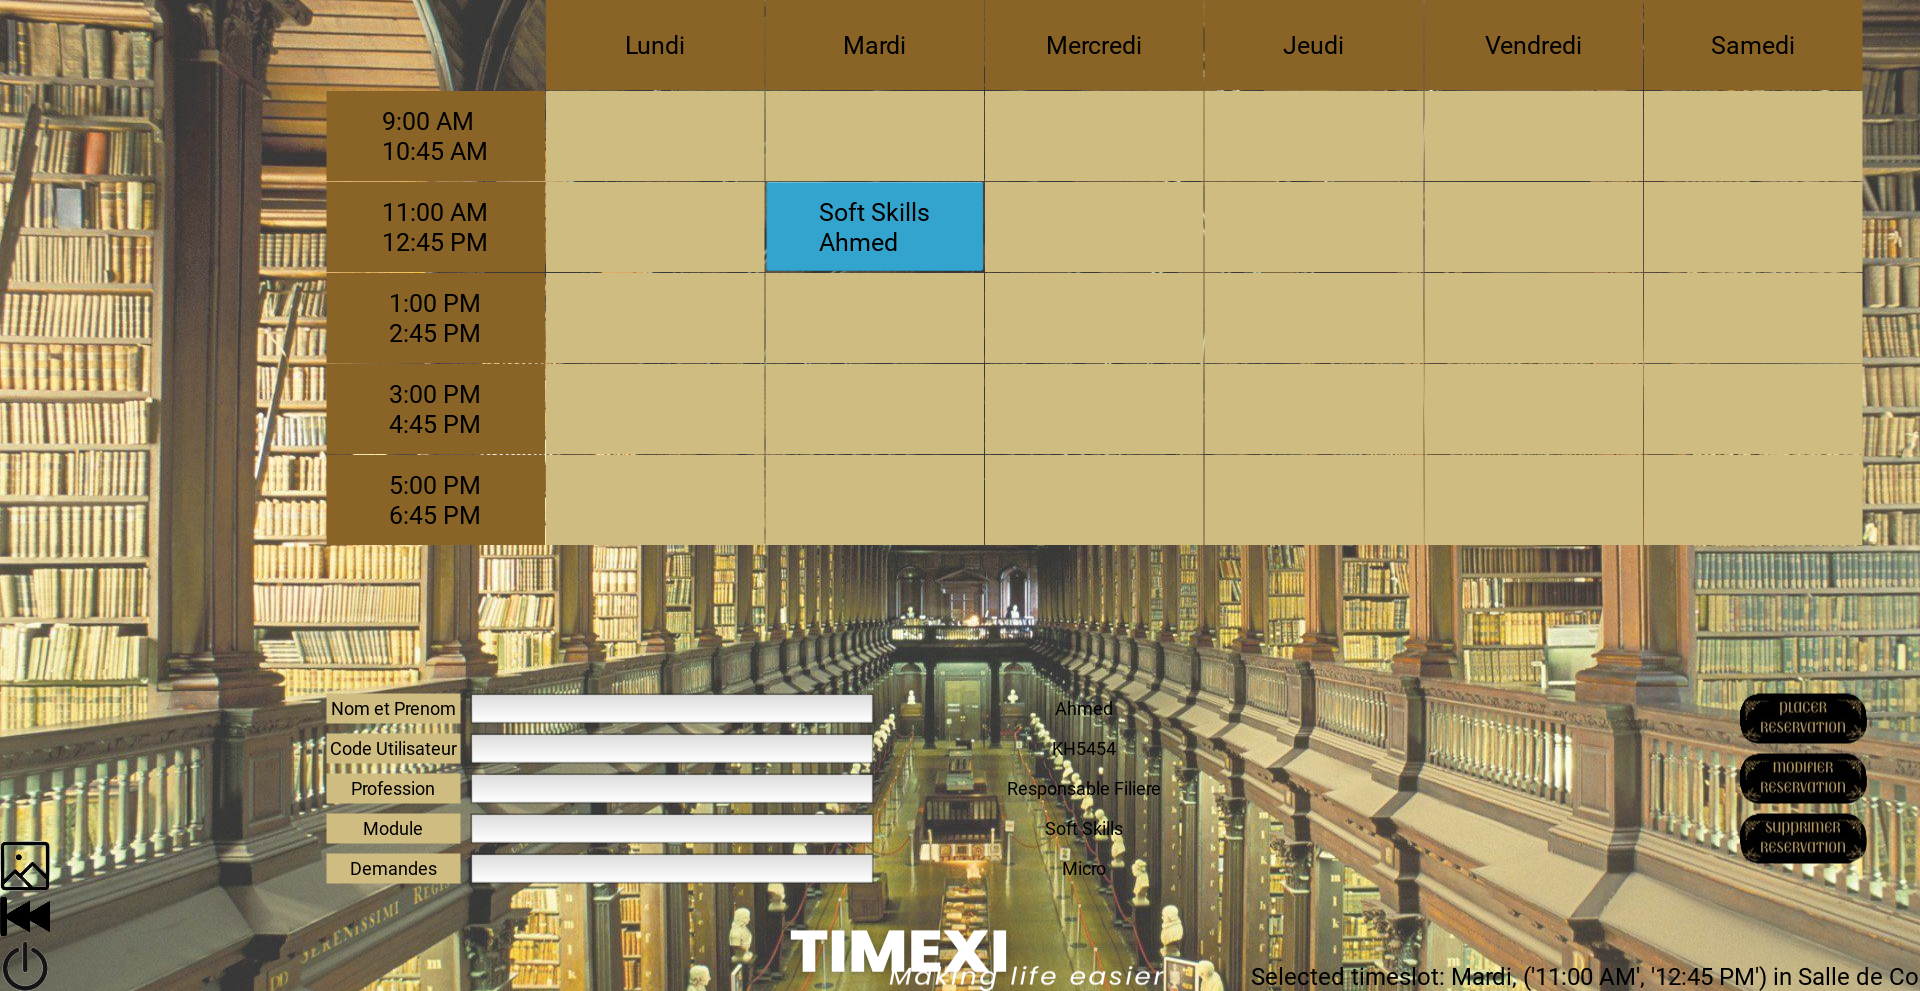 Lundi Mardi Mercredi Jeudi Vendredi Samedi
9:00 AM
10:45 AM
11:00 AM
12:45 PM
Soft Skills
Ahmed
1:00 PM
2:45 PM
3:00 PM
4:45 PM
5:00 PM
6:45 PM
Nom et Prenom Ahmed
Code Utilisateur KH5454
Profession Responsable Filiere
Module Soft Skills
Demandes Micro
PLACER
RESERVATION
MODIFIER
RESERVATION
SUPPRIMER
RESERVATION
TIMEXI
Making life easier
Selected timeslot: Mardi, ('11:00 AM', '12:45 PM') in Salle de Co